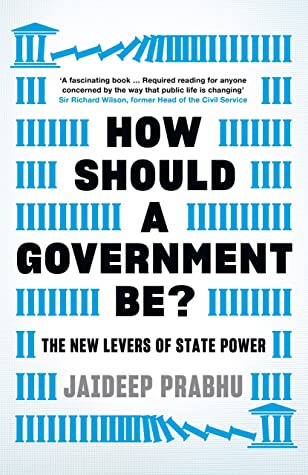 ‘A fascinating book ... Required reading for anyone
concerned by the way that public life is changing’
Sir Richard Wilson, former Head of the Civil Service
HOW
SHOULD
A
GOVERNMENT
BE?
THE NEW LEVERS OF STATE POWER
JAIDEEP PRABHU